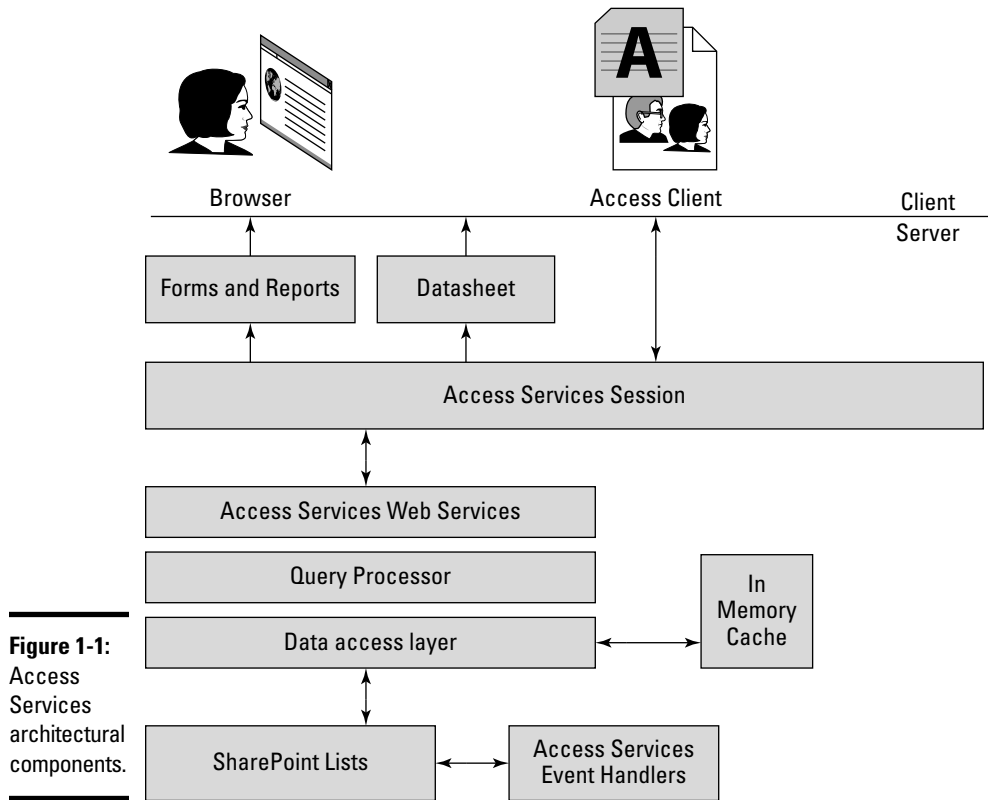 A
Browser
Access Client
Client
Server
Forms and Reports
Datasheet
Access Services Session
Access Services Web Services
Query Processor
In
Memory
Cache
Data access layer
SharePoint Lists
Access Services
Event Handlers
Figure 1-1:
Access
Services
architectural
components.